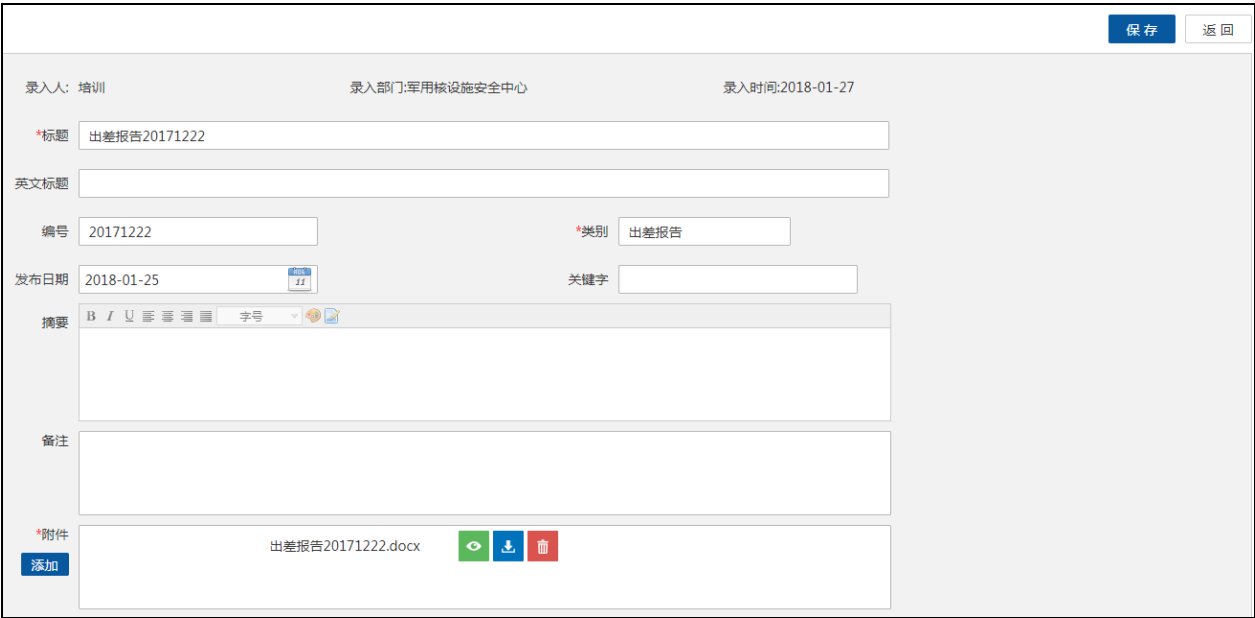 保存 返回
录入人: 培训 录入部门:军用核设施安全中心 录入时间:2018-01-27
*标题 出差报告20171222
英文标题
编号 20171222 *类别 出差报告
发布日期 2018-01-25 11 关键字
摘要 B I U 字号
备注
*附件 出差报告20171222.docx
添加